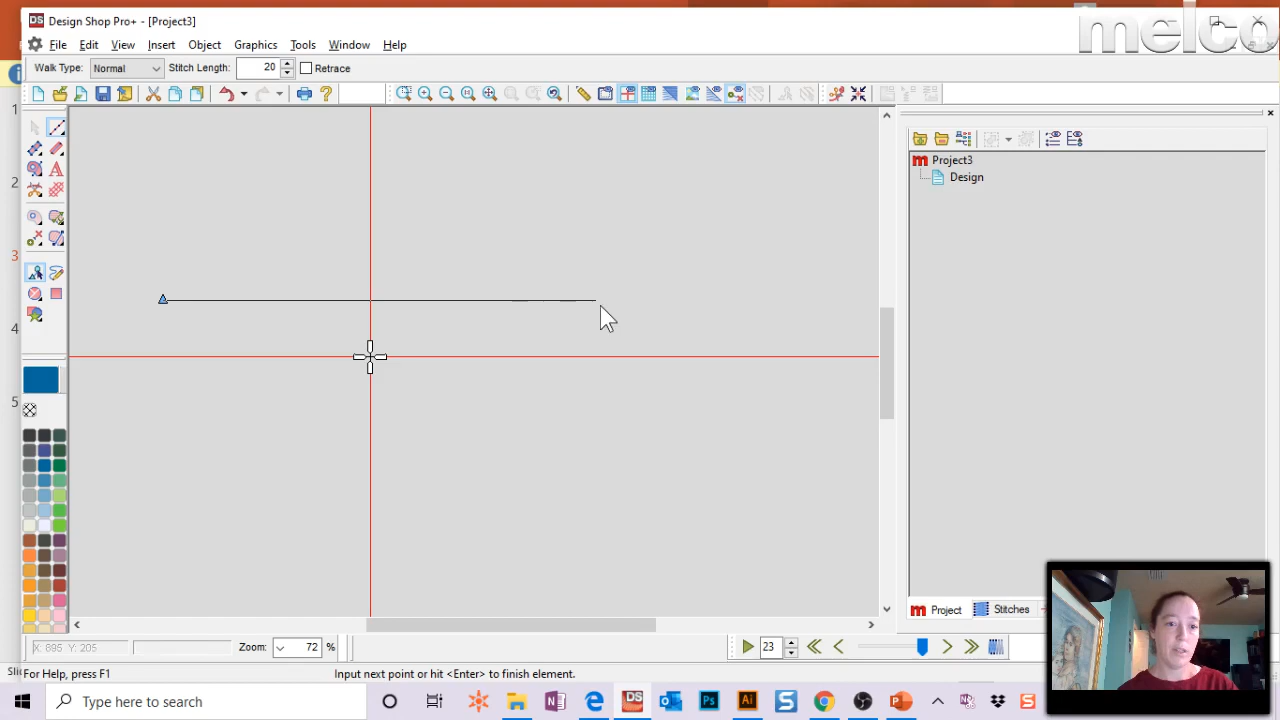 Design Shop Pro+ - [Project3]
melco
File Edit View Insert Object Graphics Tools Window Help
Walk Type: Normal Stitch Length: 20 Retrace
1
2
3
4
5
Project3
Design
Project Stitches
X: 895 Y: 205 Zoom: 72 % 23
For Help, press F1 Input next point or hit <Enter> to finish element.
Type here to search